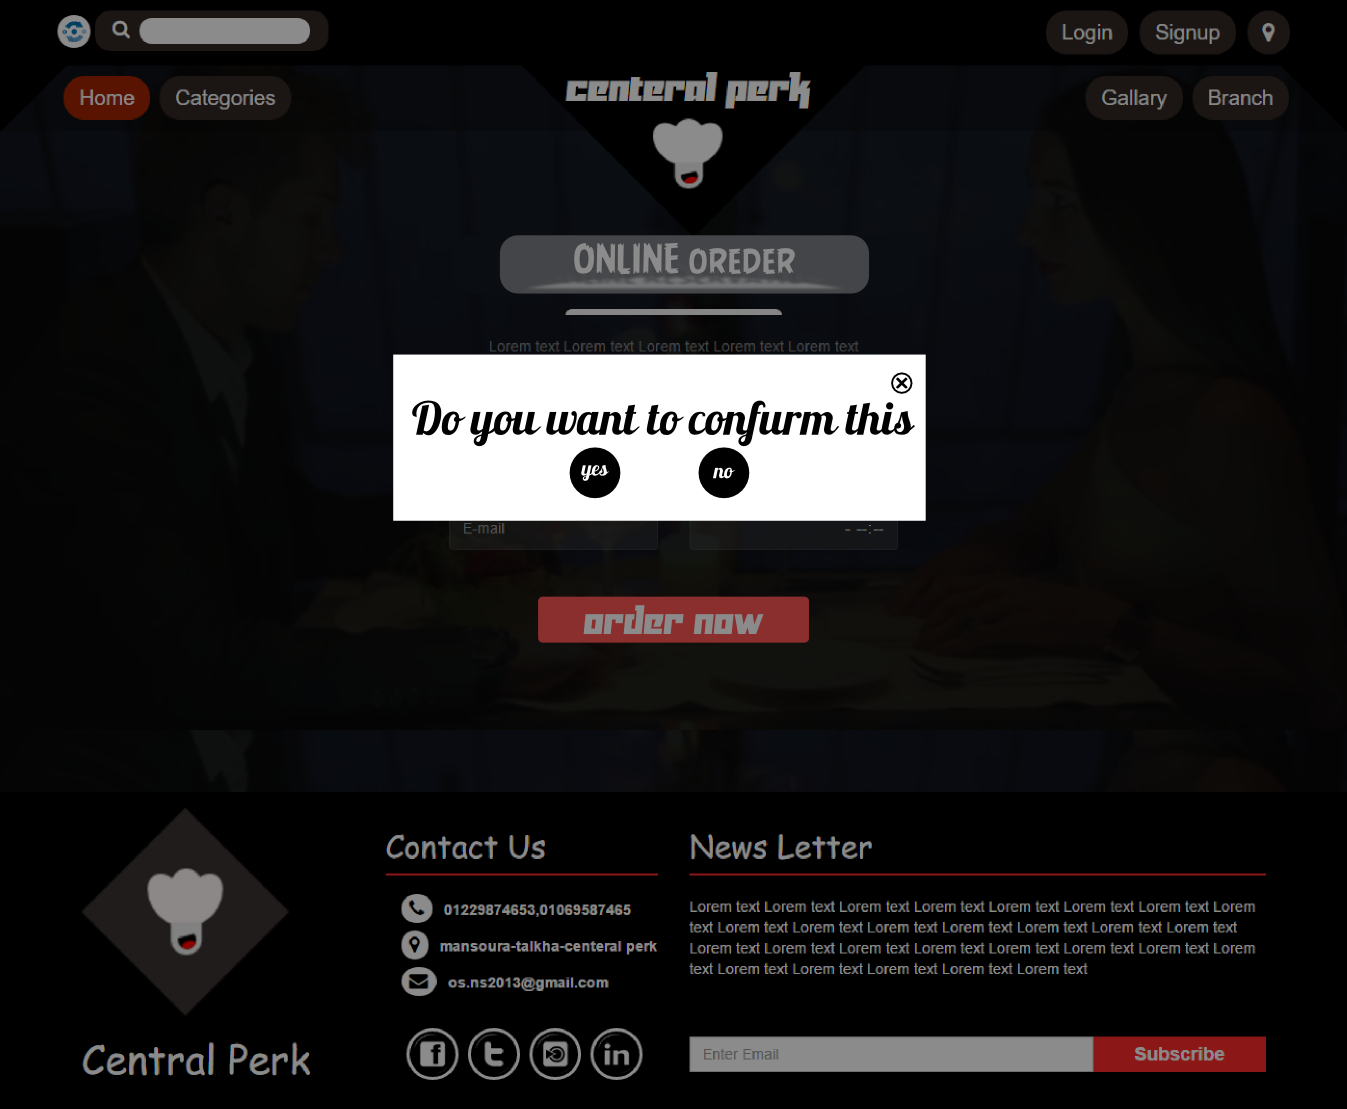 Login
Signup
Home
Categories
centeral perk
Gallary
Branch
ONLINE OREDER
Lorem text Lorem text Lorem text Lorem text Lorem text
Do you want to confurm this
yes
no
E-mail
- --:--
order now
Contact Us
01229874653,01069587465
mansoura-talkha-centeral perk
os.ns2013@gmail.com
Central Perk
News Letter
Lorem text Lorem text Lorem text Lorem text Lorem text Lorem text Lorem text Lorem
text Lorem text Lorem text Lorem text Lorem text Lorem text Lorem text Lorem text
Lorem text Lorem text Lorem text Lorem text Lorem text Lorem text Lorem text Lorem
text Lorem text Lorem text Lorem text Lorem text Lorem text
Enter Email
Subscribe